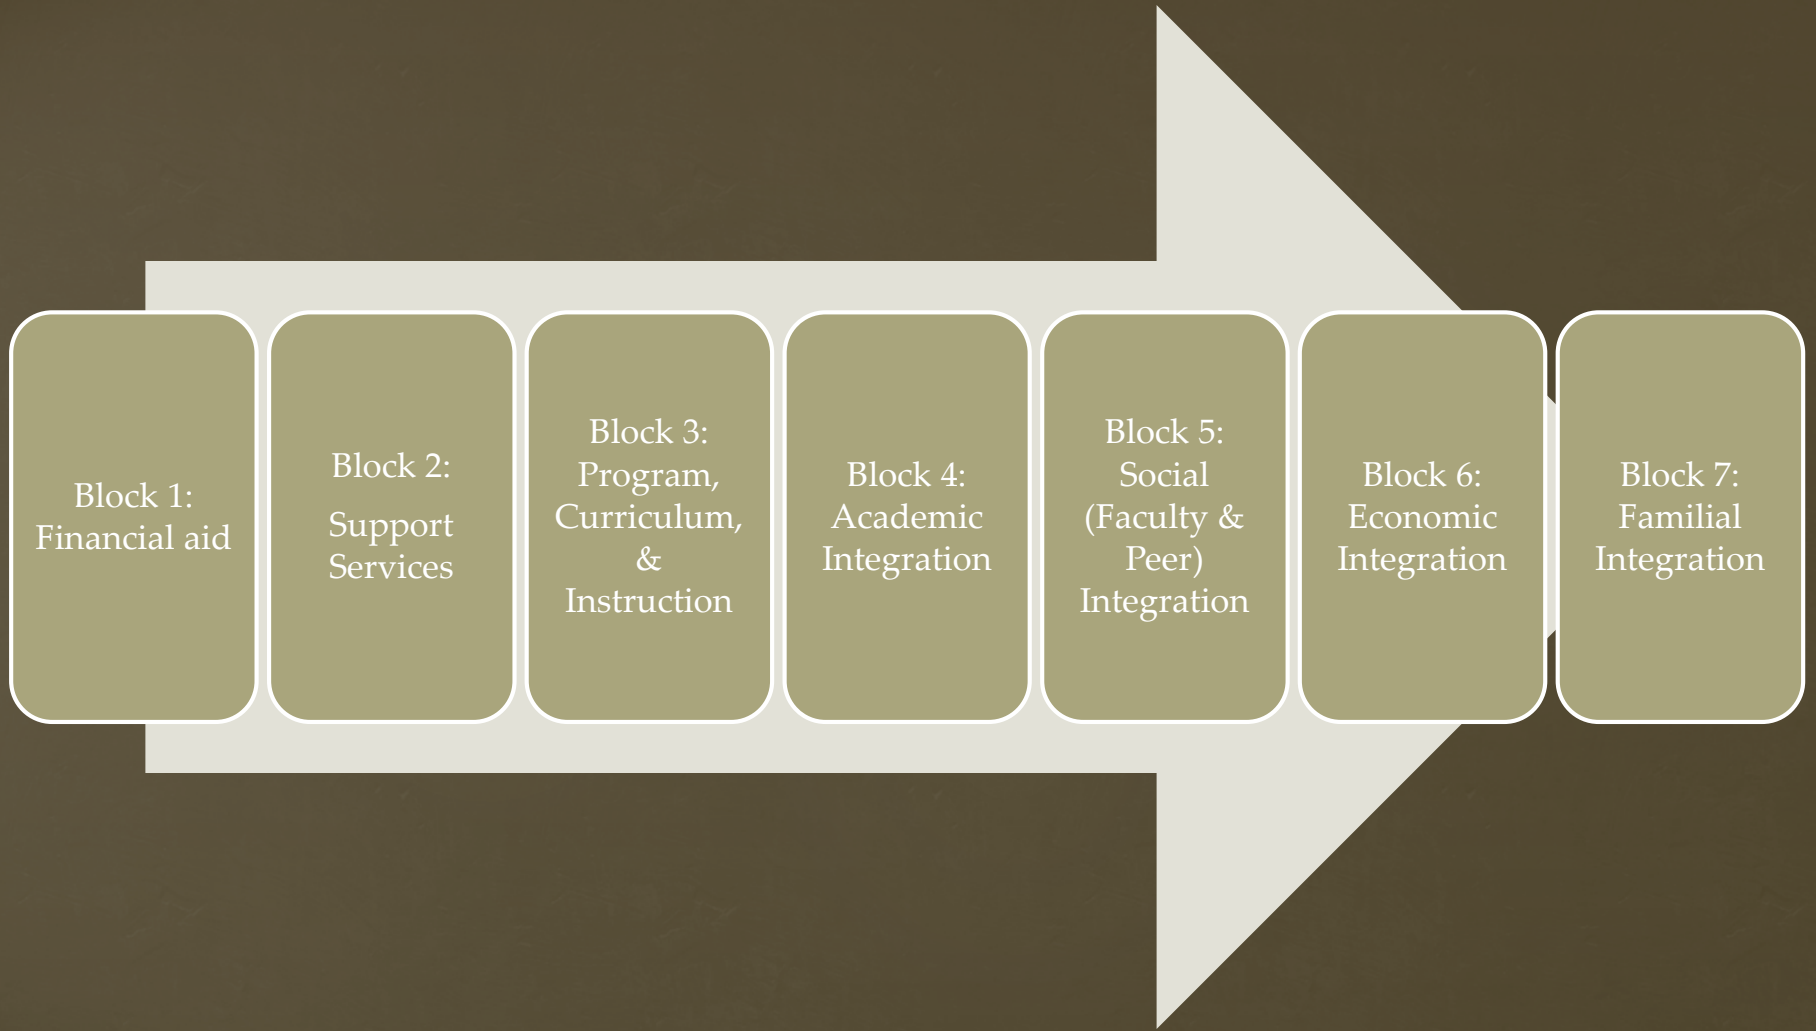 Block 1:
Financial aid
Block 2:
Support
Services
Block 3:
Program,
Curriculum,
&
Instruction
Block 4:
Academic
Integration
Block 5:
Social
(Faculty &
Peer)
Integration
Block 6:
Economic
Integration
Block 7:
Familial
Integration